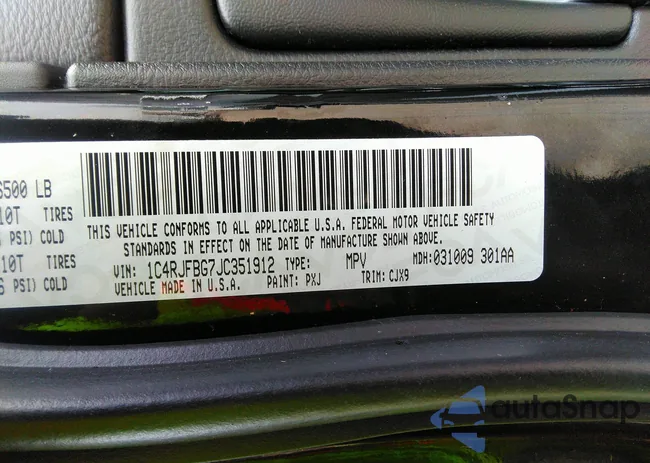 6500 LB
10T TIRES
PSI) COLD
10T TIRES
PSI) COLD
THIS VEHICLE CONFORMS TO ALL APPLICABLE U.S.A. FEDERAL MOTOR VEHICLE SAFETY
STANDARDS IN EFFECT ON THE DATE OF MANUFACTURE SHOWN ABOVE.
VIN: 1C4RJFBG7JC351912 TYPE: MPV MDH: 031009 301AA
VEHICLE MADE IN U.S.A. PAINT: PXJ TRIM: CJX9
autoSnap